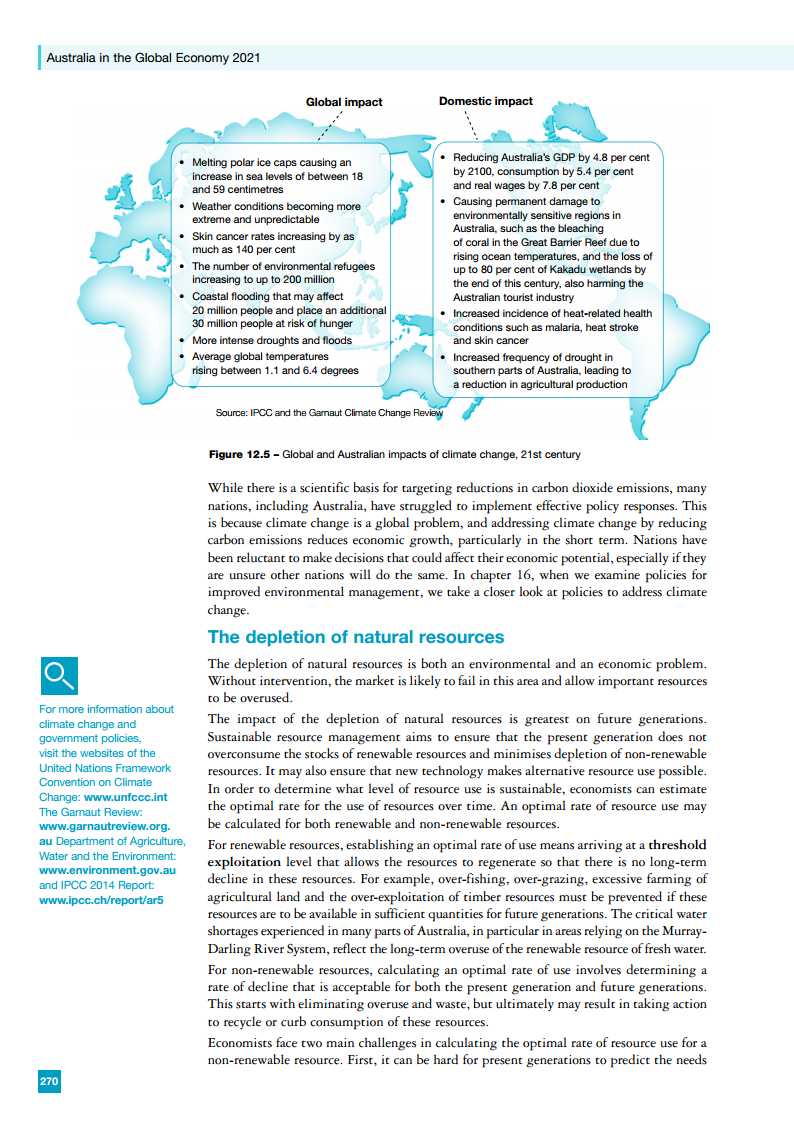 Australia in the Global Economy 2021
Global impact
• Melting polar ice caps causing an
increase in sea levels of between 18
and 59 centimetres
• Weather conditions becoming more
extreme and unpredictable
• Skin cancer rates increasing by as
much as 140 per cent
• The number of environmental refugees
increasing to up to 200 million
• Coastal flooding that may affect
20 million people and place an additional
30 million people at risk of hunger
• More intense droughts and floods
• Average global temperatures
rising between 1.1 and 6.4 degrees
Domestic impact
• Reducing Australia's GDP by 4.8 per cent
by 2100, consumption by 5.4 per cent
and real wages by 7.8 per cent
• Causing permanent damage to
environmentally sensitive regions in
Australia, such as the bleaching
of coral in the Great Barrier Reef due to
rising ocean temperatures, and the loss of
up to 80 per cent of Kakadu wetlands by
the end of this century, also harming the
Australian tourist industry
• Increased incidence of heat-related health
conditions such as malaria, heat stroke
and skin cancer
• Increased frequency of drought in
southern parts of Australia, leading to
a reduction in agricultural production
Source: IPCC and the Garnaut Climate Change Review
Figure 12.5 – Global and Australian impacts of climate change, 21st century
While there is a scientific basis for targeting reductions in carbon dioxide emissions, many
nations, including Australia, have struggled to implement effective policy responses. This
is because climate change is a global problem, and addressing climate change by reducing
carbon emissions reduces economic growth, particularly in the short term. Nations have
been reluctant to make decisions that could affect their economic potential, especially if they
are unsure other nations will do the same. In chapter 16, when we examine policies for
improved environmental management, we take a closer look at policies to address climate
change.
The depletion of natural resources
The depletion of natural resources is both an environmental and an economic problem.
Without intervention, the market is likely to fail in this area and allow important resources
to be overused.
The impact of the depletion of natural resources is greatest on future generations.
Sustainable resource management aims to ensure that the present generation does not
overconsume the stocks of renewable resources and minimises depletion of non-renewable
resources. It may also ensure that new technology makes alternative resource use possible.
In order to determine what level of resource use is sustainable, economists can estimate
the optimal rate for the use of resources over time. An optimal rate of resource use may
be calculated for both renewable and non-renewable resources.
For renewable resources, establishing an optimal rate of use means arriving at a threshold
exploitation level that allows the resources to regenerate so that there is no long-term
decline in these resources. For example, over-fishing, over-grazing, excessive farming of
agricultural land and the over-exploitation of timber resources must be prevented if these
resources are to be available in sufficient quantities for future generations. The critical water
shortages experienced in many parts of Australia, in particular in areas relying on the Murray-
Darling River System, reflect the long-term overuse of the renewable resource of fresh water.
For non-renewable resources, calculating an optimal rate of use involves determining a
rate of decline that is acceptable for both the present generation and future generations.
This starts with eliminating overuse and waste, but ultimately may result in taking action
to recycle or curb consumption of these resources.
Economists face two main challenges in calculating the optimal rate of resource use for a
non-renewable resource. First, it can be hard for present generations to predict the needs
For more information about
climate change and
government policies,
visit the websites of the
United Nations Framework
Convention on Climate
Change: www.unfccc.int
The Garnaut Review:
www.garnautreview.org.
au Department of Agriculture,
Water and the Environment:
www.environment.gov.au
and IPCC 2014 Report:
www.ipcc.ch/report/ar5
270